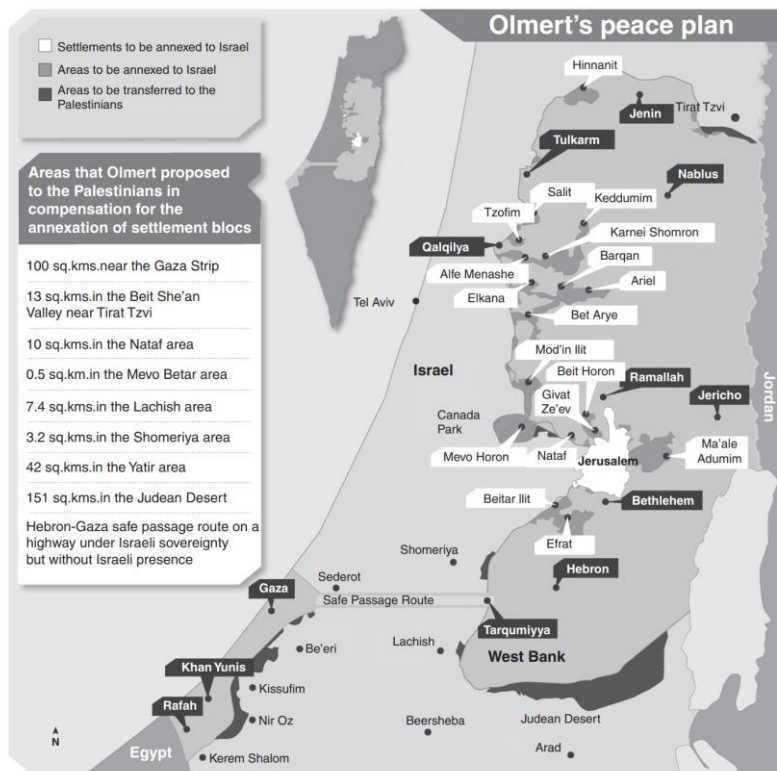 Olmert's peace plan
Settlements to be annexed to Israel
Areas to be annexed to Israel
Areas to be transferred to the
Palestinians
Areas that Olmert proposed
to the Palestinians in
compensation for the
annexation of settlement blocs
100 sq.kms.near the Gaza Strip
13 sq.kms.in the Beit She'an
Valley near Tirat Tzvi
10 sq.kms.in the Nataf area
0.5 sq.km.in the Mevo Betar area
7.4 sq.kms.in the Lachish area
3.2 sq.kms.in the Shomeriya area
42 sq.kms.in the Yatir area
151 sq.kms.in the Judean Desert
Hebron-Gaza safe passage route on a
highway under Israeli sovereignty
but without Israeli presence
Hinnanit
Jenin
Tirat Tzvi
Tulkarm
Nablus
Salit
Tzofim
Keddumim
Karnei Shomron
Qalqilya
Barqan
Alfe Menashe
Ariel
Elkana
Tel Aviv
Bet Arye
Mod'in Ilit
Israel
Beit Horon
Ramallah
Jericho
Jordan
Givat
Ze'ev
Canada
Park
Mevo Horon
Nataf
Jerusalem
Ma'ale
Adumim
Beitar Ilit
Bethlehem
Efrat
Shomeriya
Hebron
Sederot
Gaza
Safe Passage Route
Tarqumiyya
Be'eri
Lachish
West Bank
Khan Yunis
Kissufim
Rafah
Nir Oz
Beersheba
Judean Desert
N
Egypt
Kerem Shalom
Arad